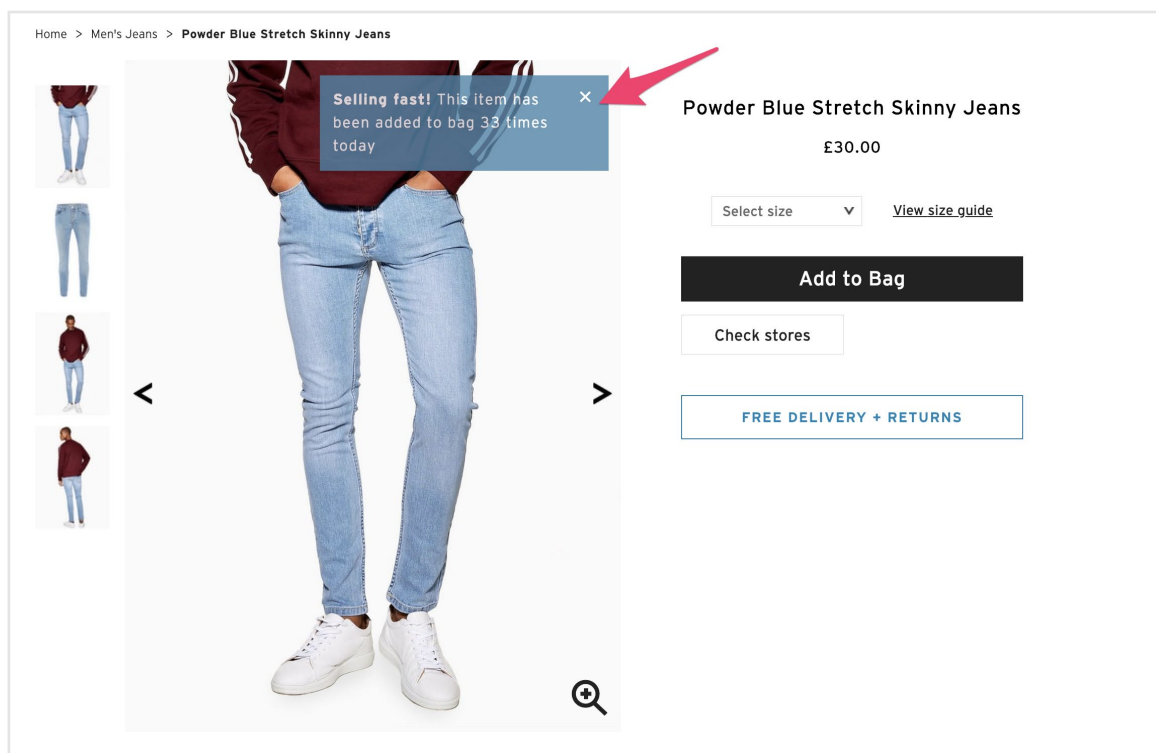 Home > Men's Jeans > Powder Blue Stretch Skinny Jeans
Selling fast! This item has
been added to bag 33 times
today
Powder Blue Stretch Skinny Jeans
£30.00
Select size
View size guide
Add to Bag
Check stores
FREE DELIVERY + RETURNS